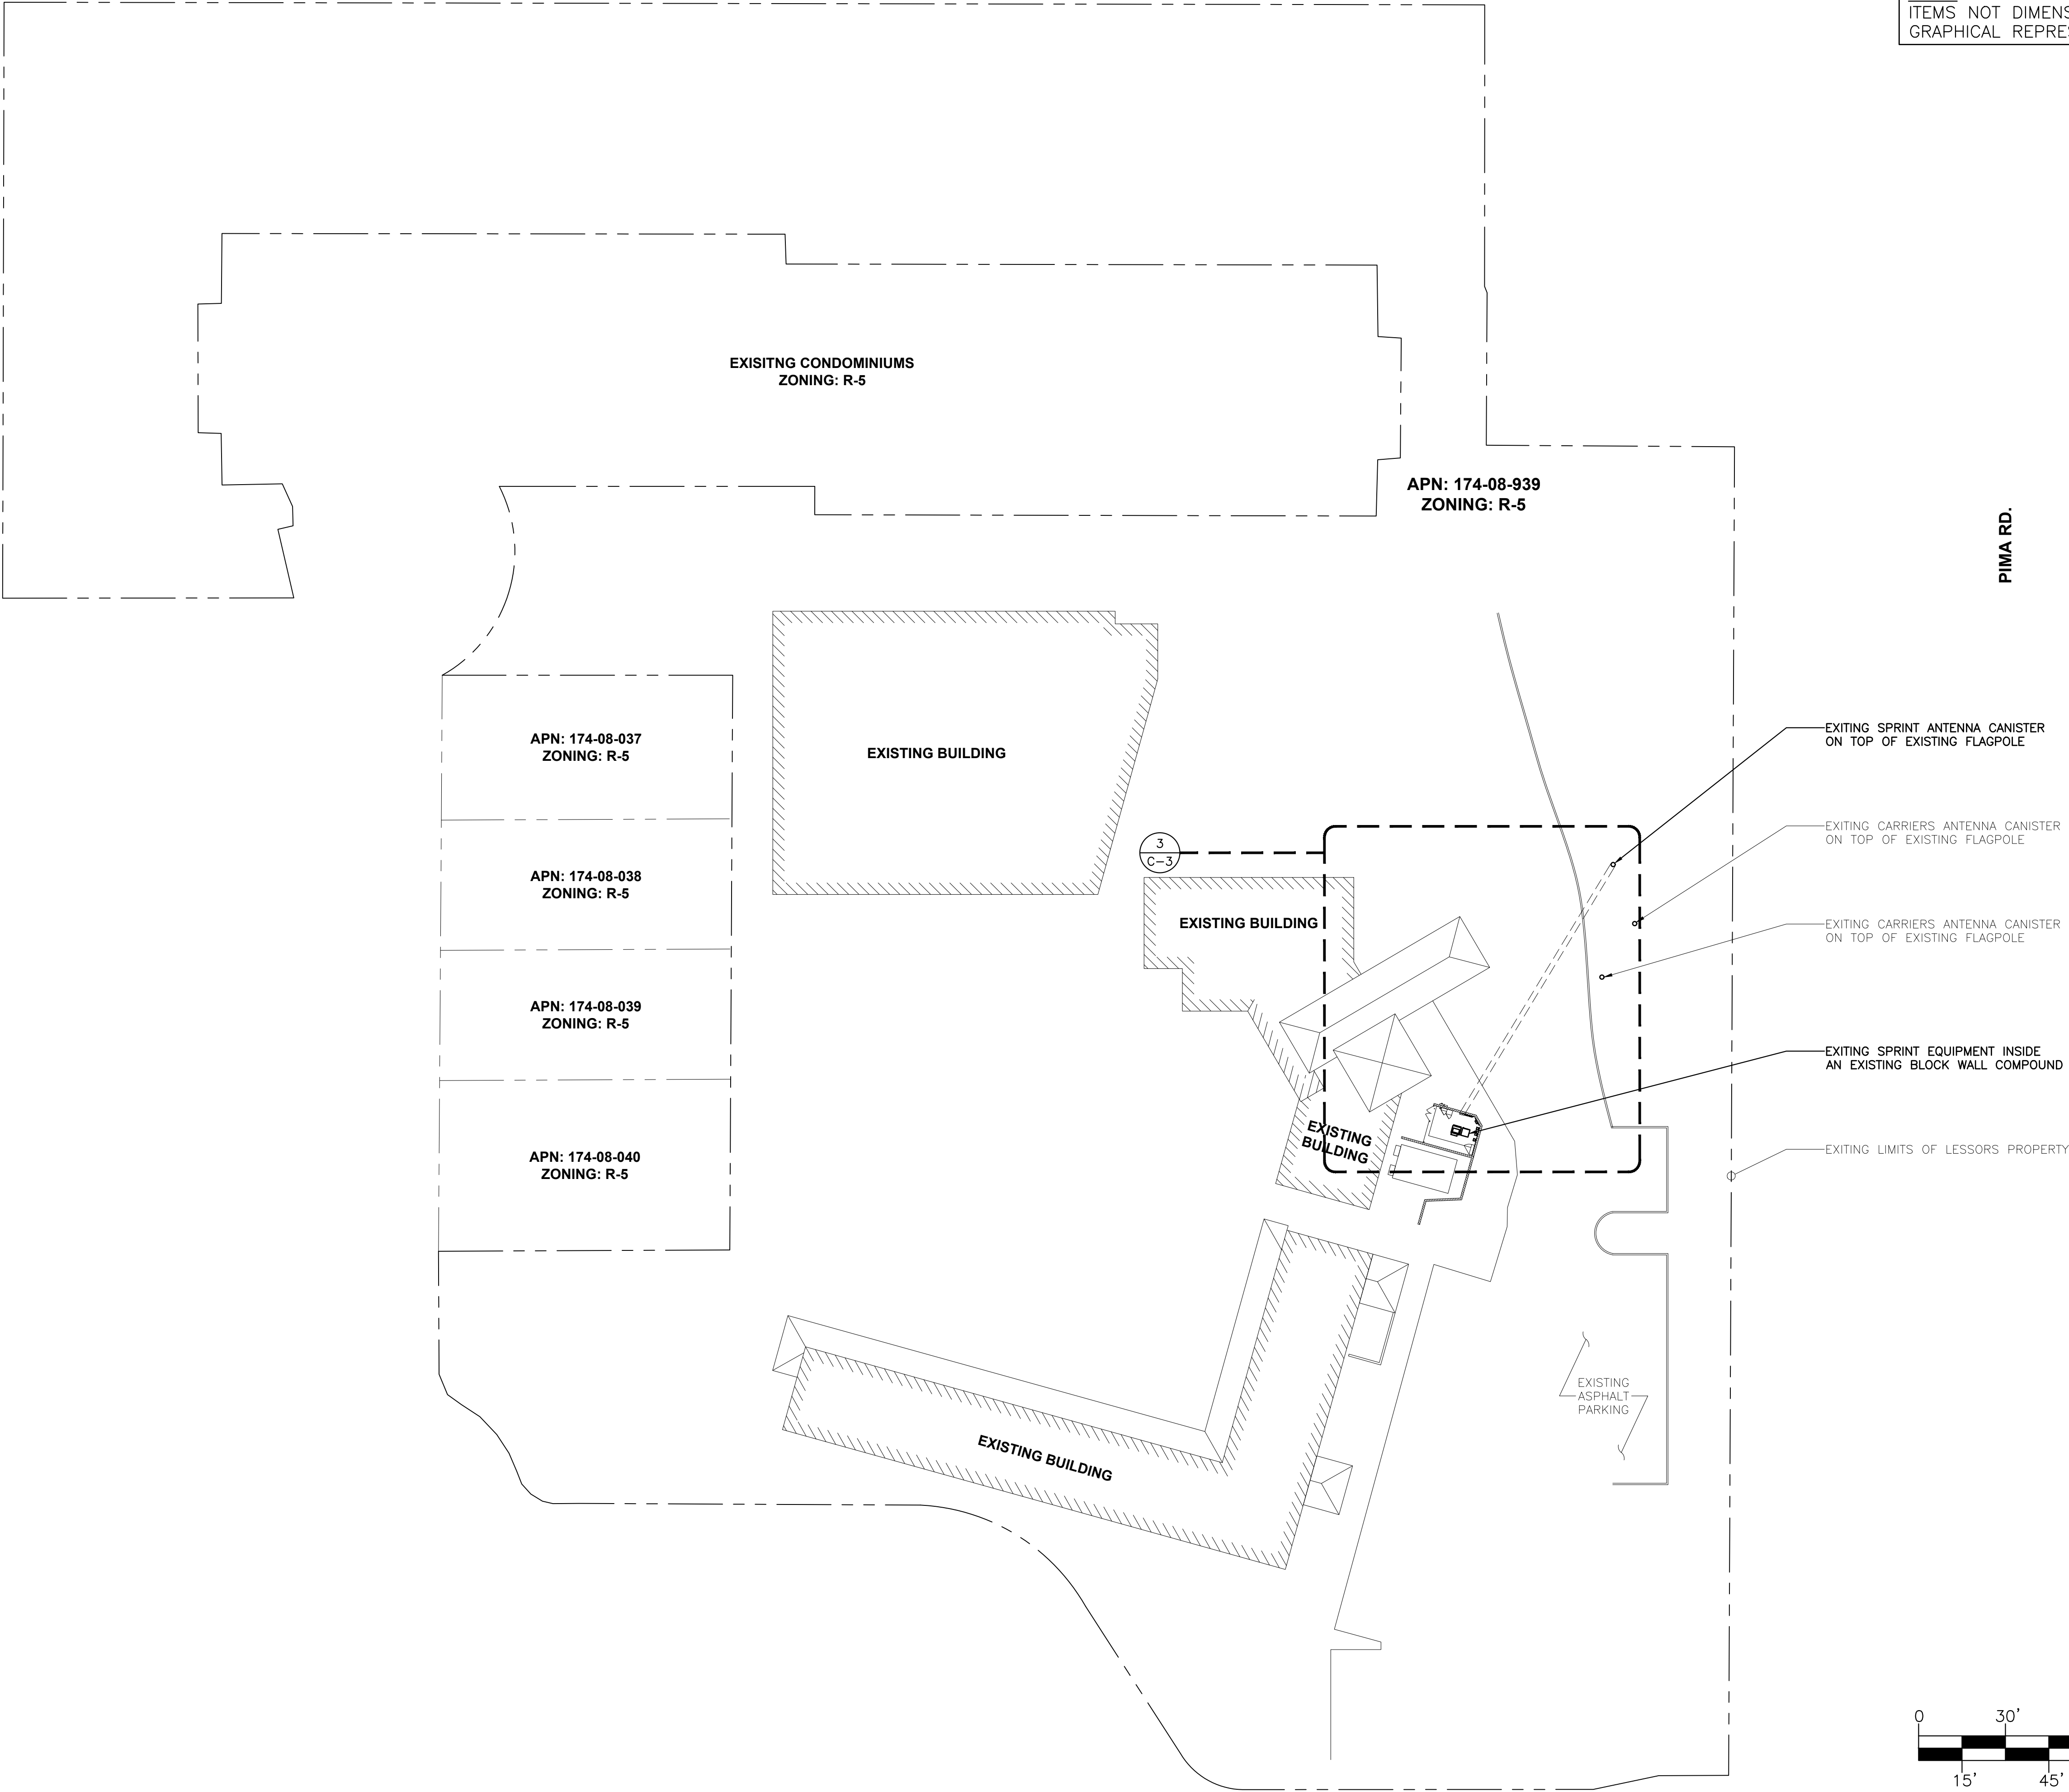 ITEMS NOT DIMENS
GRAPHICAL REPRES
EXISITNG CONDOMINIUMS
ZONING: R-5
APN: 174-08-939
ZONING: R-5
PIMA RD.
APN: 174-08-037
ZONING: R-5
EXISTING BUILDING
EXITING SPRINT ANTENNA CANISTER
ON TOP OF EXISTING FLAGPOLE
EXITING CARRIERS ANTENNA CANISTER
ON TOP OF EXISTING FLAGPOLE
3
C-3
APN: 174-08-038
ZONING: R-5
EXISTING BUILDING
EXITING CARRIERS ANTENNA CANISTER
ON TOP OF EXISTING FLAGPOLE
APN: 174-08-039
ZONING: R-5
EXITING SPRINT EQUIPMENT INSIDE
AN EXISTING BLOCK WALL COMPOUND
EXISTING
BUILDING
EXITING LIMITS OF LESSORS PROPERTY
APN: 174-08-040
ZONING: R-5
EXISTING
ASPHALT
PARKING
EXISTING BUILDING
0 30'
15' 45'